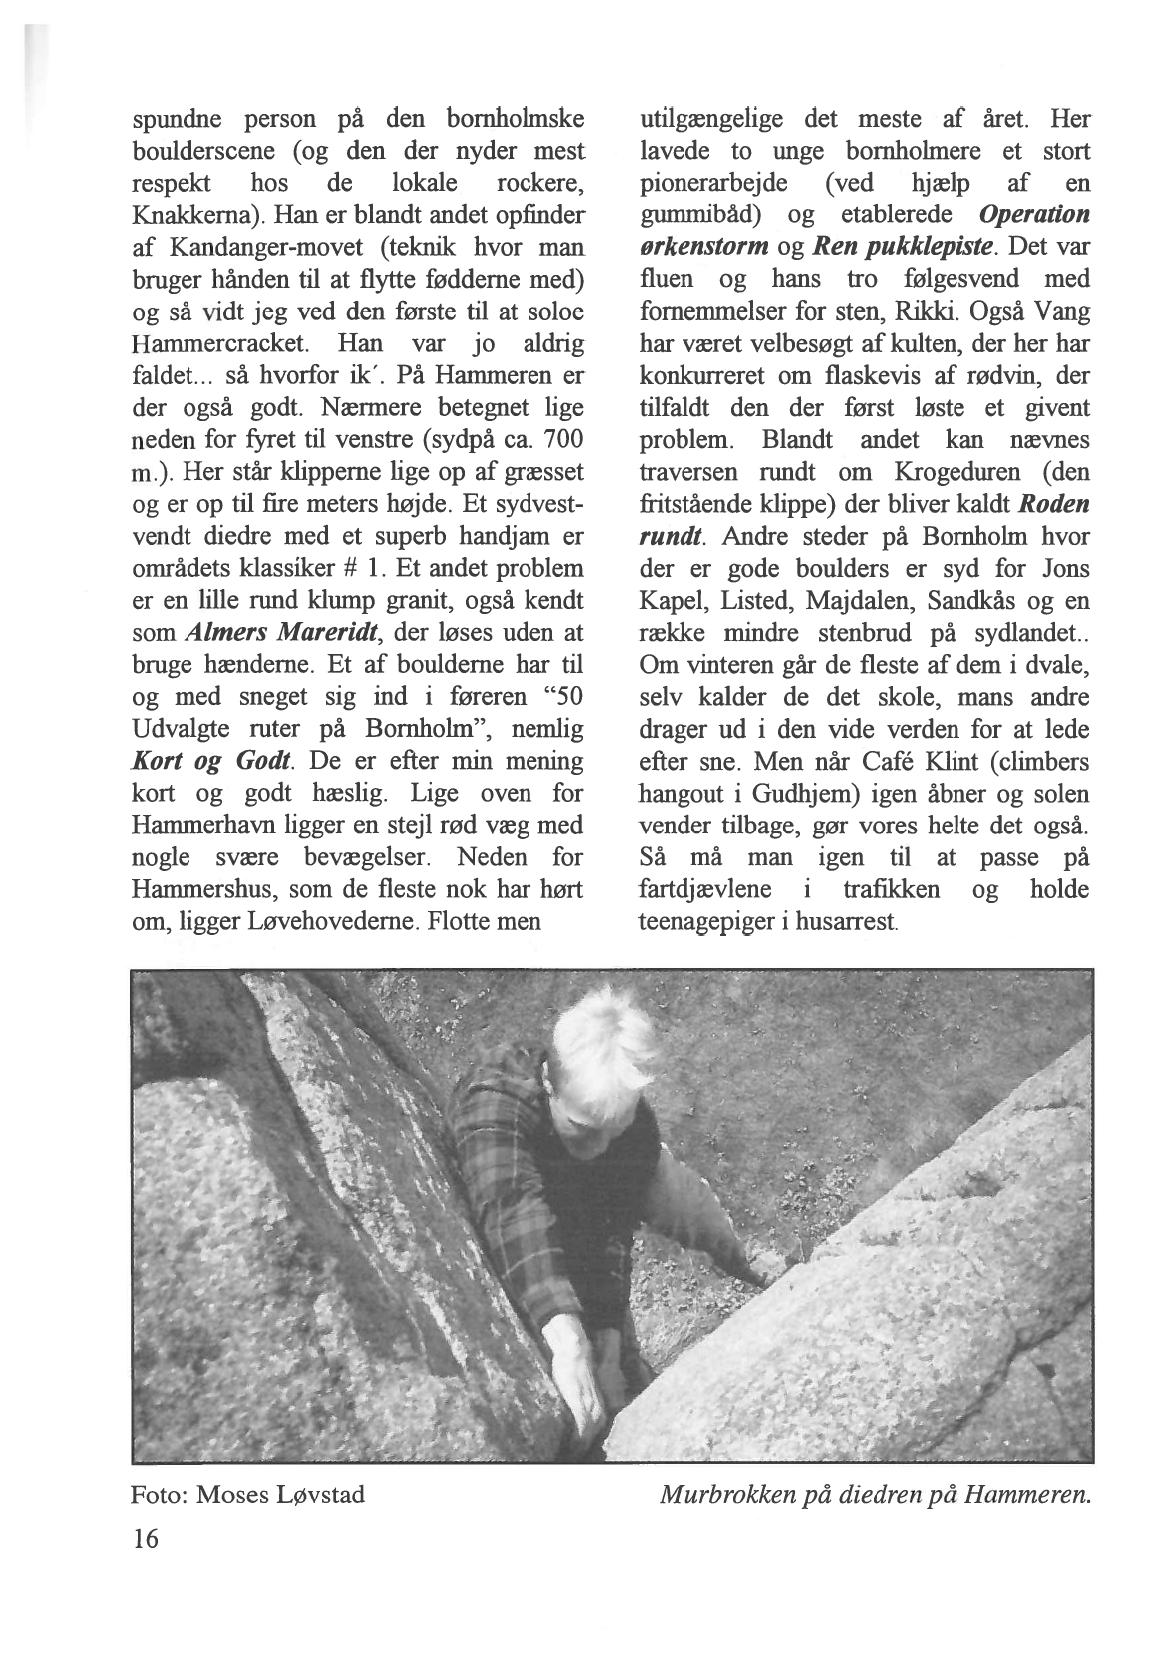 spundne person på den bornholmske
boulderscene (og den der nyder mest
respekt hos de lokale rockere,
Knakkerna). Han er blandt andet opfinder
af Kandanger-movet (teknik hvor man
bruger hånden til at flytte fødderne med)
og så vidt jeg ved den første til at soloe
Hammercracket. Han var jo aldrig
faldet... så hvorfor ik´. På Hammeren er
der også godt. Nærmere betegnet lige
neden for fyret til venstre (sydpå ca. 700
m.). Her står klipperne lige op af græsset
og er op til fire meters højde. Et sydvest-
vendt diedre med et superb handjam er
områdets klassiker # 1. Et andet problem
er en lille rund klump granit, også kendt
som Almers Mareridt, der løses uden at
bruge hænderne. Et af boulderne har til
og med sneget sig ind i føreren “50
Udvalgte ruter på Bornholm”, nemlig
Kort og Godt. De er efter min mening
kort og godt hæslig. Lige oven for
Hammerhavn ligger en stejl rød væg med
nogle svære bevægelser. Neden for
Hammershus, som de fleste nok har hørt
om, ligger Løvehovederne. Flotte men
utilgængelige det meste af året. Her
lavede to unge bornholmere et stort
pionerarbejde (ved hjælp af en
gummibåd) og etablerede Operation
ørkenstorm og Ren pukklepiste. Det var
fluen og hans tro følgesvend med
fornemmelser for sten, Rikki. Også Vang
har været velbesøgt af kulten, der her har
konkurreret om flaskevis af rødvin, der
tilfaldt den der først løste et givent
problem. Blandt andet kan nævnes
traversen rundt om Krogeduren (den
fritstående klippe) der bliver kaldt Roden
rundt. Andre steder på Bornholm hvor
der er gode boulders er syd for Jons
Kapel, Listed, Majdalen, Sandkås og en
række mindre stenbrud på sydlandet..
Om vinteren går de fleste af dem i dvale,
selv kalder de det skole, mans andre
drager ud i den vide verden for at lede
efter sne. Men når Café Klint (climbers
hangout i Gudhjem) igen åbner og solen
vender tilbage, gør vores helte det også.
Så må man igen til at passe på
fartdjævlene i trafikken og holde
teenagepiger i husarrest.
Foto: Moses Løvstad
Murbrokken på diedren på Hammeren.
16